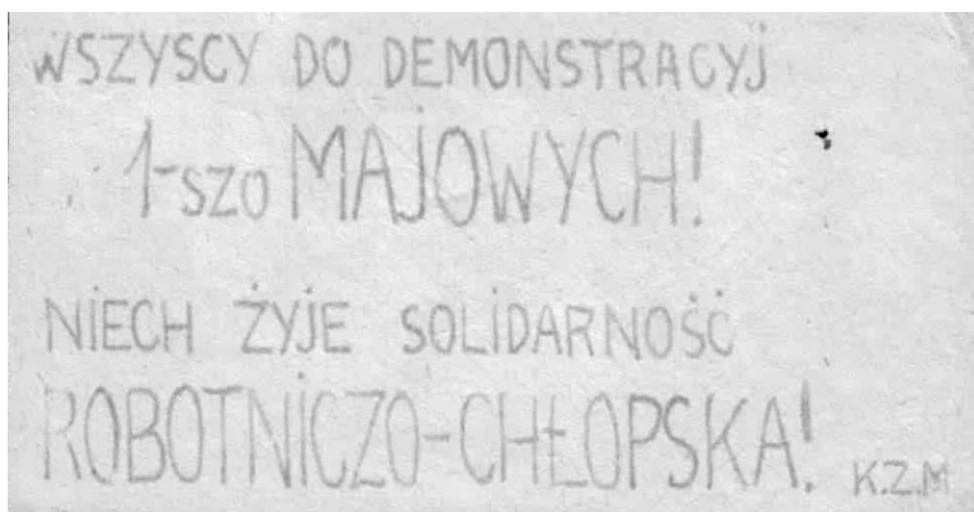 WSZYSCY DO DEMONSTRACYJ
1-szo MAJOWYCH!
NIECH ŻYJE SOLIDARNOŚĆ
ROBOTNICZO-CHŁOPSKA!
K.Z.M